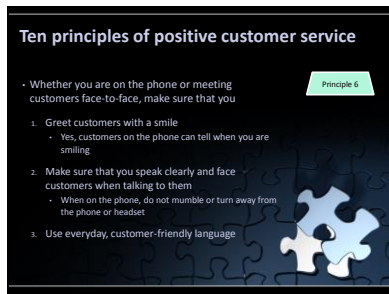 Ten principles of positive customer service
Principle 6
• Whether you are on the phone or meeting
customers face-to-face, make sure that you
1. Greet customers with a smile
• Yes, customers on the phone can tell when you are
smiling
2. Make sure that you speak clearly and face
customers when talking to them
• When on the phone, do not mumble or turn away from
the phone or headset
3. Use everyday, customer-friendly language